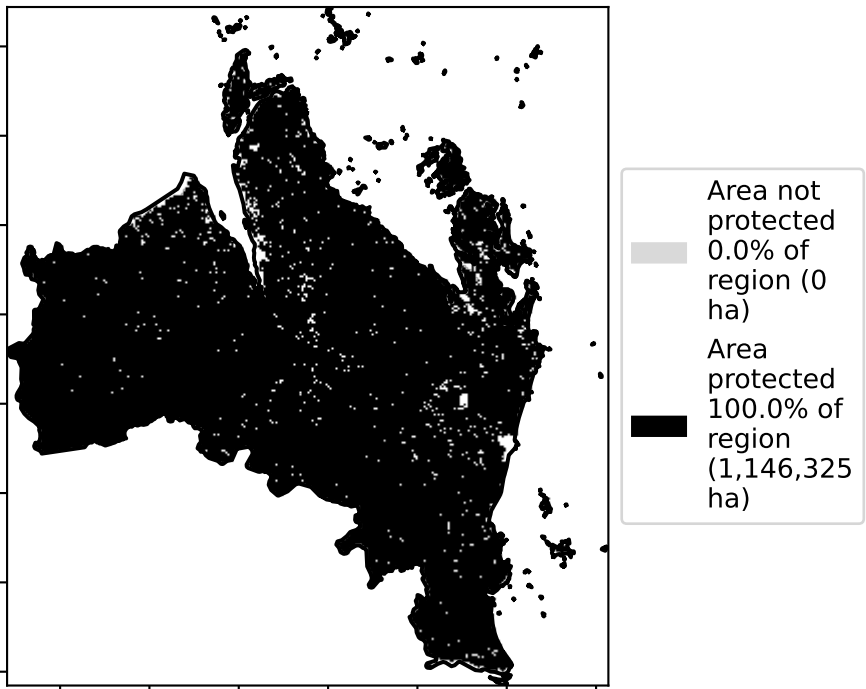 Area not
protected
0.0% of
region (0
ha)
Area
protected
100.0% of
region
(1,146,325
ha)